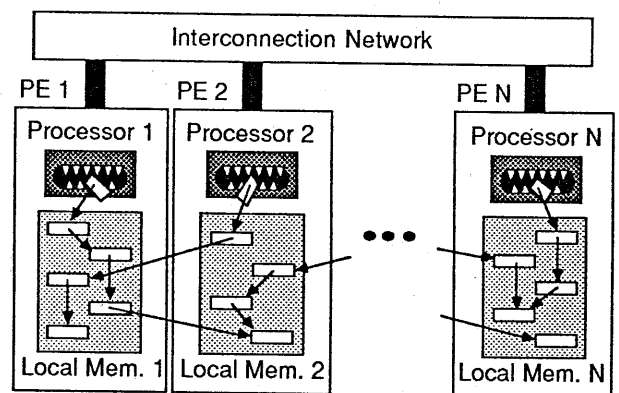 Interconnection Network
PE 1
PE 2
PE N
Processor 1
Processor 2
Processor N
Local Mem. 1
Local Mem. 2
Local Mem. N